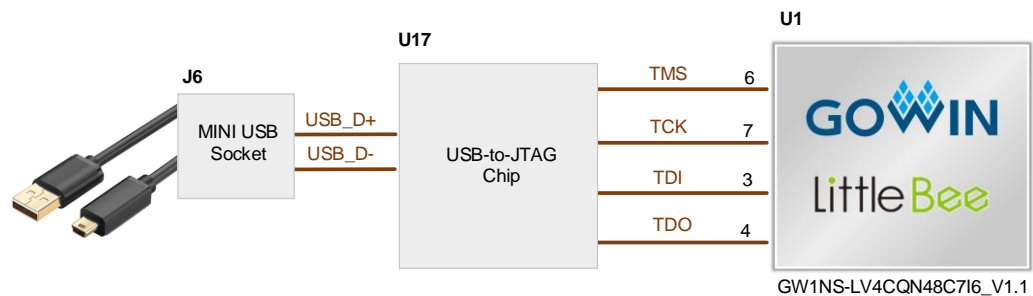 U1
U17
J6
MINI USB
Socket
USB_D+
USB_D-
USB-to-JTAG
Chip
TMS 6
TCK 7
TDI 3
TDO 4
GOWIN
LittleBee
GW1NS-LV4CQN48C7I6_V1.1